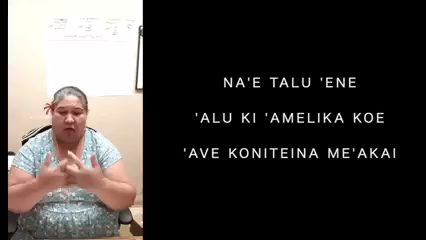 NA'E TALU 'ENE
'ALU KI 'AMELIKA KOE
'AVE KONITEINA ME'AKAI